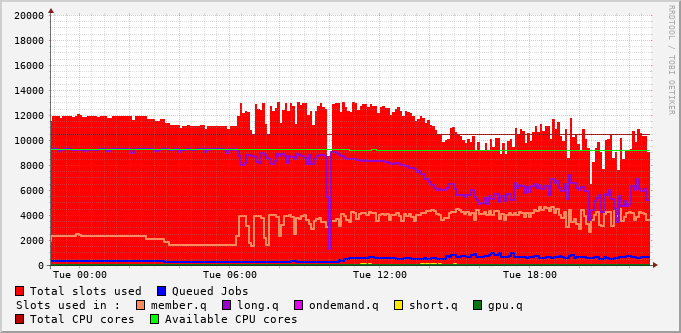 RRDTOOL / TOBI OETIKER
20000
18000
16000
14000
12000
10000
8000
6000
4000
2000
0
Tue 00:00 Tue 06:00 Tue 12:00 Tue 18:00
Total slots used Queued Jobs
Slots used in : member.q long.q ondemand.q short.q gpu.q
Total CPU cores Available CPU cores